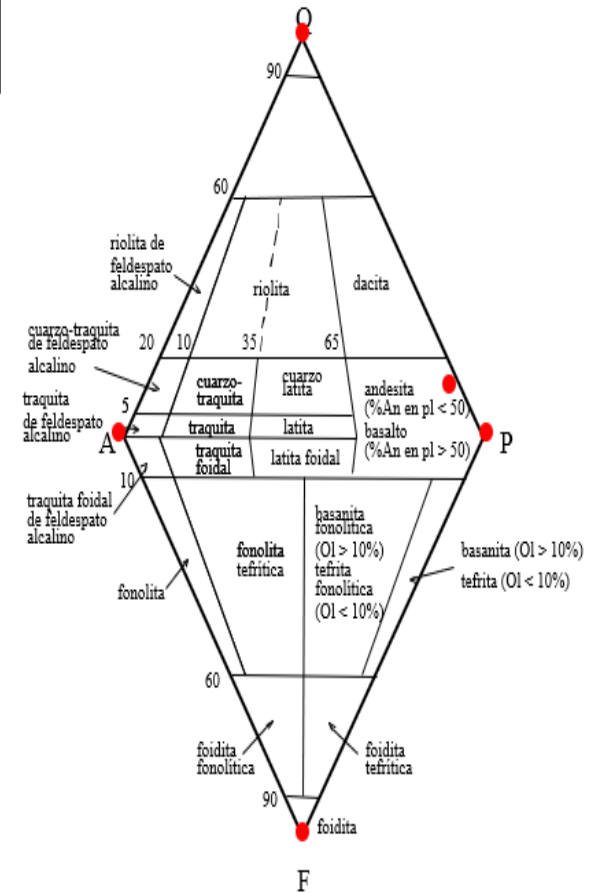 Q
90
60
riolita de
feldespato
alcalino
riolita
dacita
cuarzo-traquita
de feldespato
alcalino
20
10
35
65
cuarzo-
traquita
cuarzo
latita
andesita
(%An en pl < 50)
basalto
(%An en pl > 50)
traquita
de feldespato
alcalino
5
traquita
latita
A
P
traquita
foidal
latita foidal
10
traquita foidal
de feldespato
alcalino
fonolita
fonolita
tefrítica
basanita
fonolítica
(Ol > 10%)
tefrita
fonolítica
(Ol < 10%)
basanita (Ol > 10%)
tefrita (Ol < 10%)
60
foidita
fonolítica
foidita
tefrítica
90
foidita
F